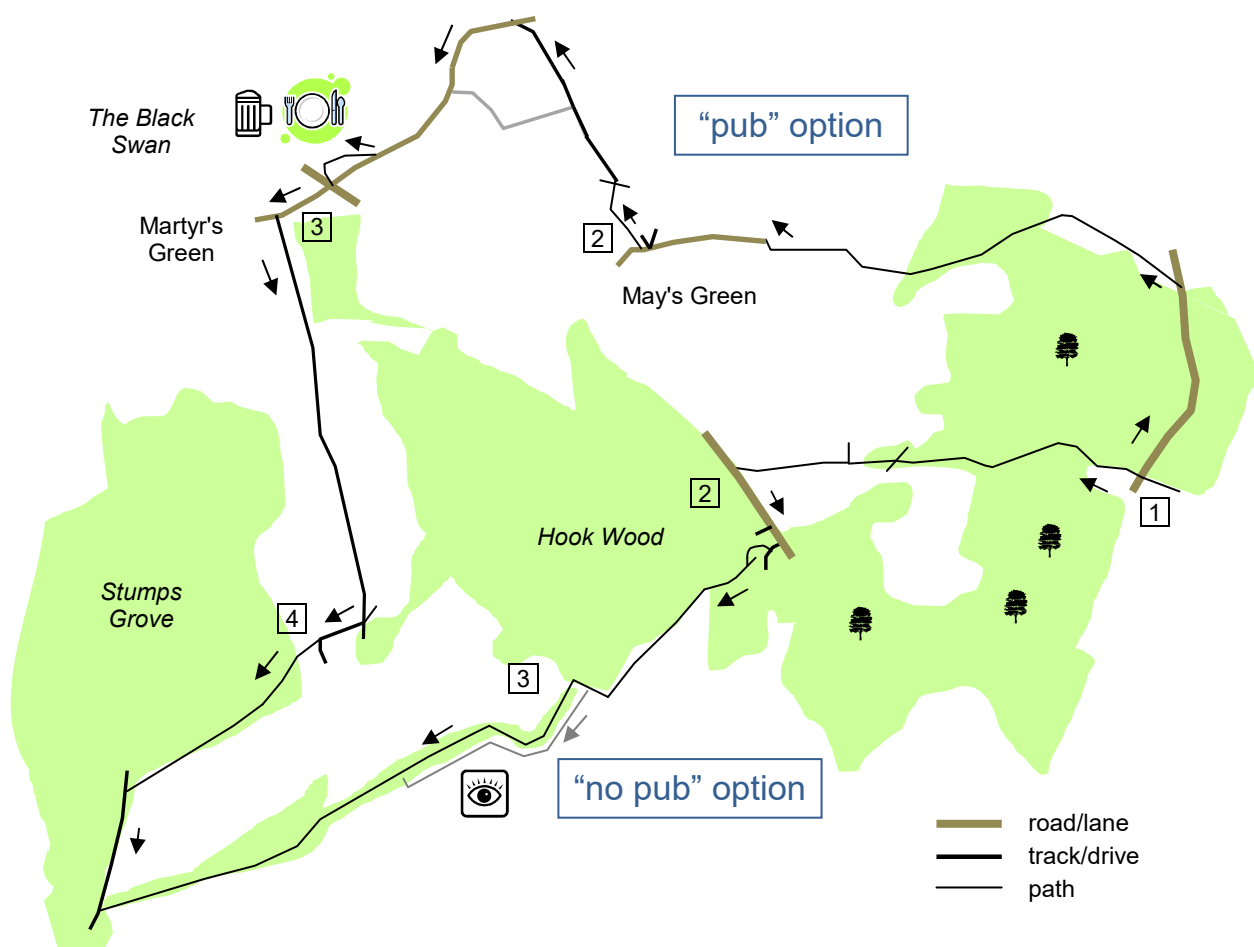 The Black
Swan
“pub” option
Martyr's
Green
3
2
May's Green
2
1
Hook Wood
Stumps
Grove
4
3
“no pub” option
road/lane
track/drive
path